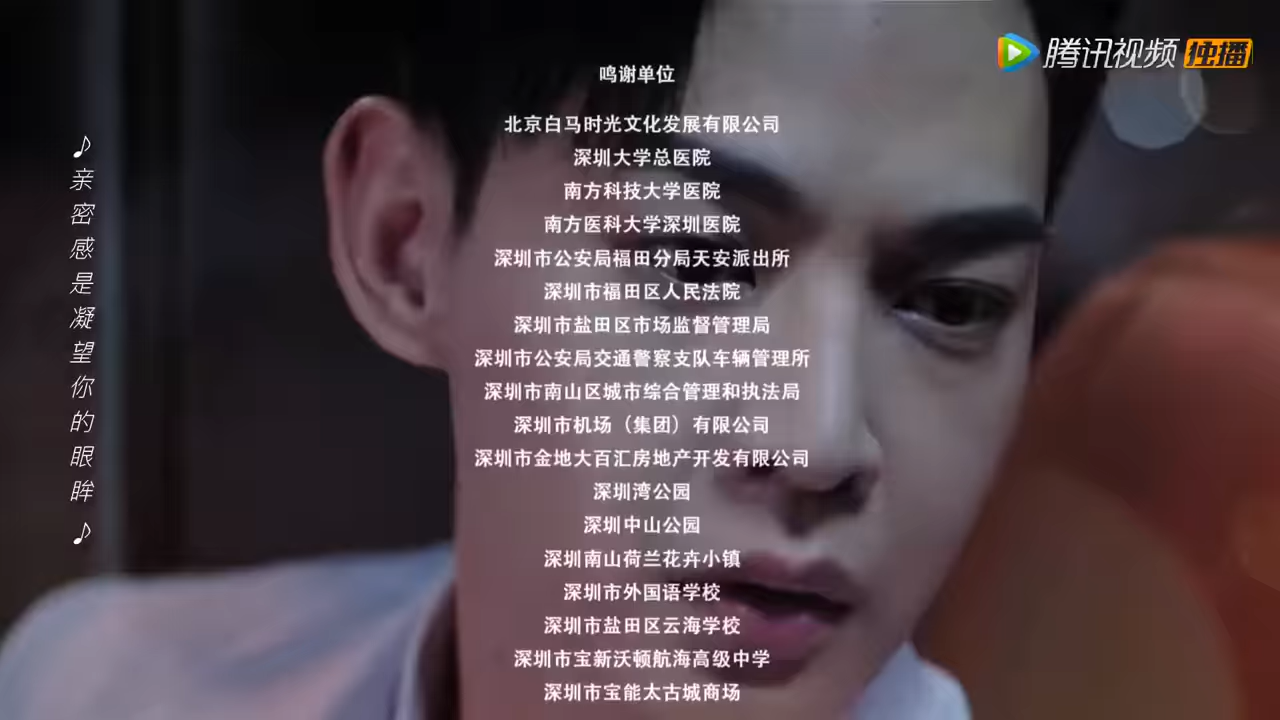 腾讯视频 独播
鸣谢单位
北京白马时光文化发展有限公司
深圳大学总医院
南方科技大学医院
南方医科大学深圳医院
深圳市公安局福田分局天安派出所
深圳市福田区人民法院
深圳市盐田区市场监督管理局
深圳市公安局交通警察支队车辆管理所
深圳市南山区城市综合管理和执法局
深圳市机场（集团）有限公司
深圳市金地大百汇房地产开发有限公司
深圳湾公园
深圳中山公园
深圳南山荷兰花卉小镇
深圳市外国语学校
深圳市盐田区云海学校
深圳市宝新沃顿航海高级中学
深圳市宝能太古城商场
♪亲密感是凝望你的眼眸♪